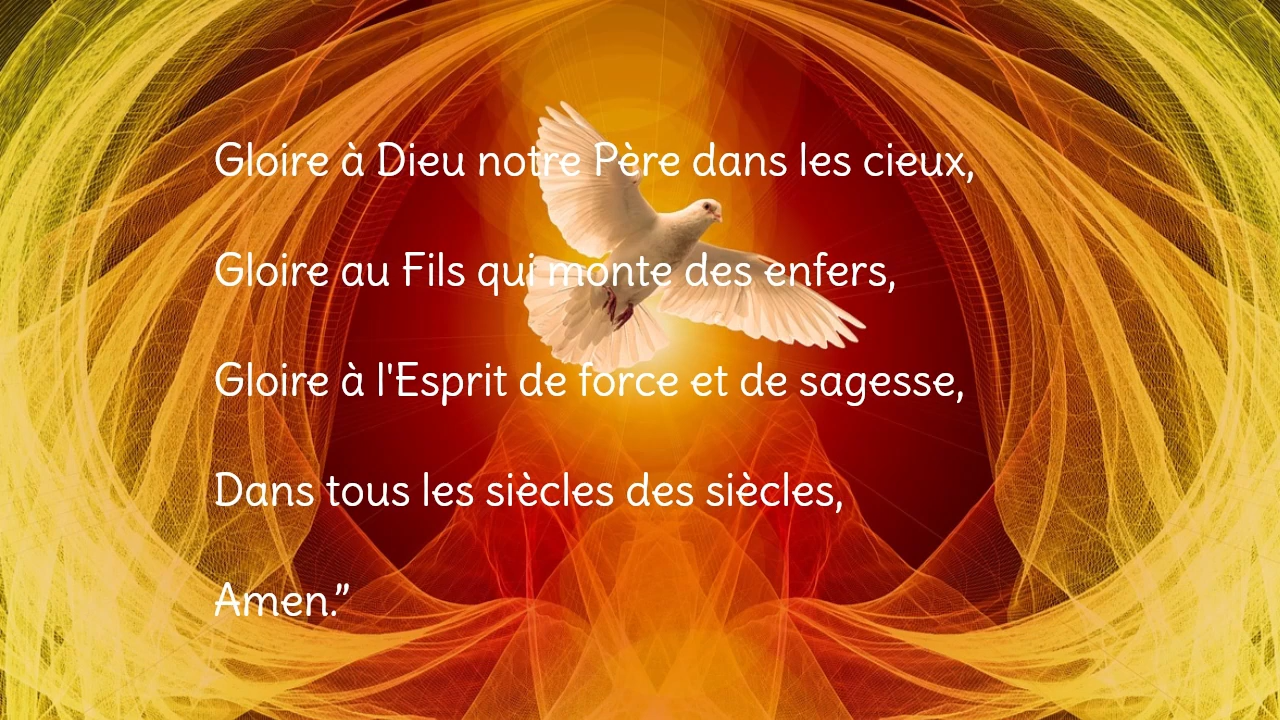 Gloire à Dieu notre Père dans les cieux,
Gloire au Fils qui monte des enfers,
Gloire à l'Esprit de force et de sagesse,
Dans tous les siècles des siècles,
Amen.”